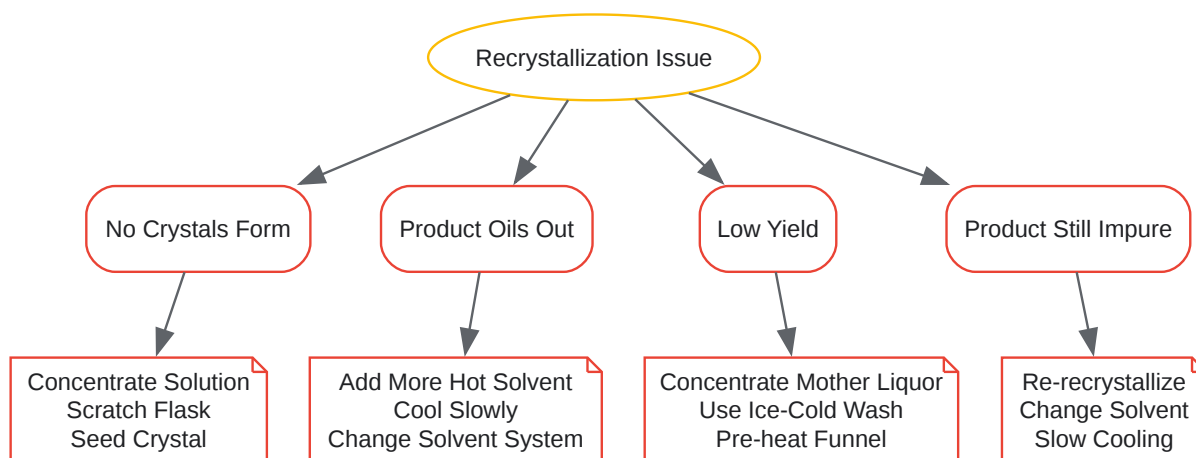 Recrystallization Issue
No Crystals Form
Product Oils Out
Low Yield
Product Still Impure
Concentrate Solution
Scratch Flask
Seed Crystal
Add More Hot Solvent
Cool Slowly
Change Solvent System
Concentrate Mother Liquor
Use Ice-Cold Wash
Pre-heat Funnel
Re-recrystallize
Change Solvent
Slow Cooling